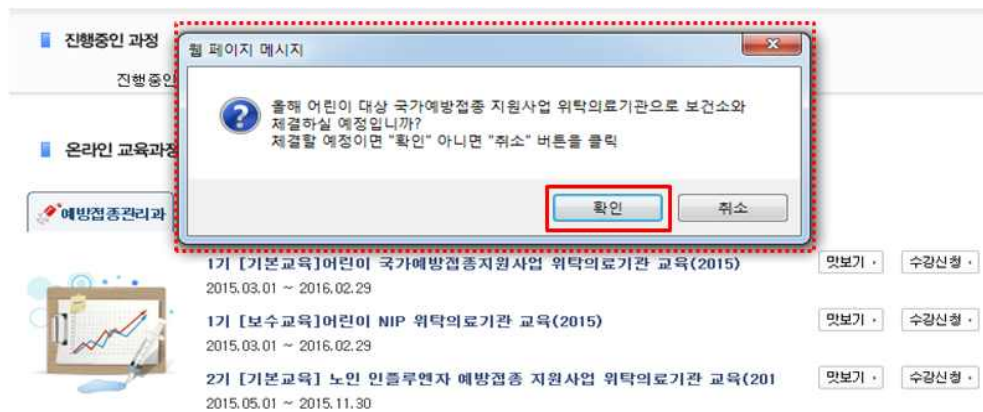 진행중인 과정
웹 페이지 메시지
진행중인
올해 어린이 대상 국가예방접종 지원사업 위탁의료기관으로 보건소와
체결하실 예정입니까?
체결할 예정이면 "확인" 아니면 "취소" 버튼을 클릭
온라인 교육과정
확인 취소
예방접종관리과
1기 [기본교육]어린이 국가예방접종지원사업 위탁의료기관 교육(2015) 맛보기 수강신청
2015.03.01 ~ 2016.02.29
1기 [보수교육]어린이 NIP 위탁의료기관 교육(2015) 맛보기 수강신청
2015.03.01 ~ 2016.02.29
2기 [기본교육] 노인 인플루엔자 예방접종 지원사업 위탁의료기관 교육(201 맛보기 수강신청
2015.05.01 ~ 2015.11.30